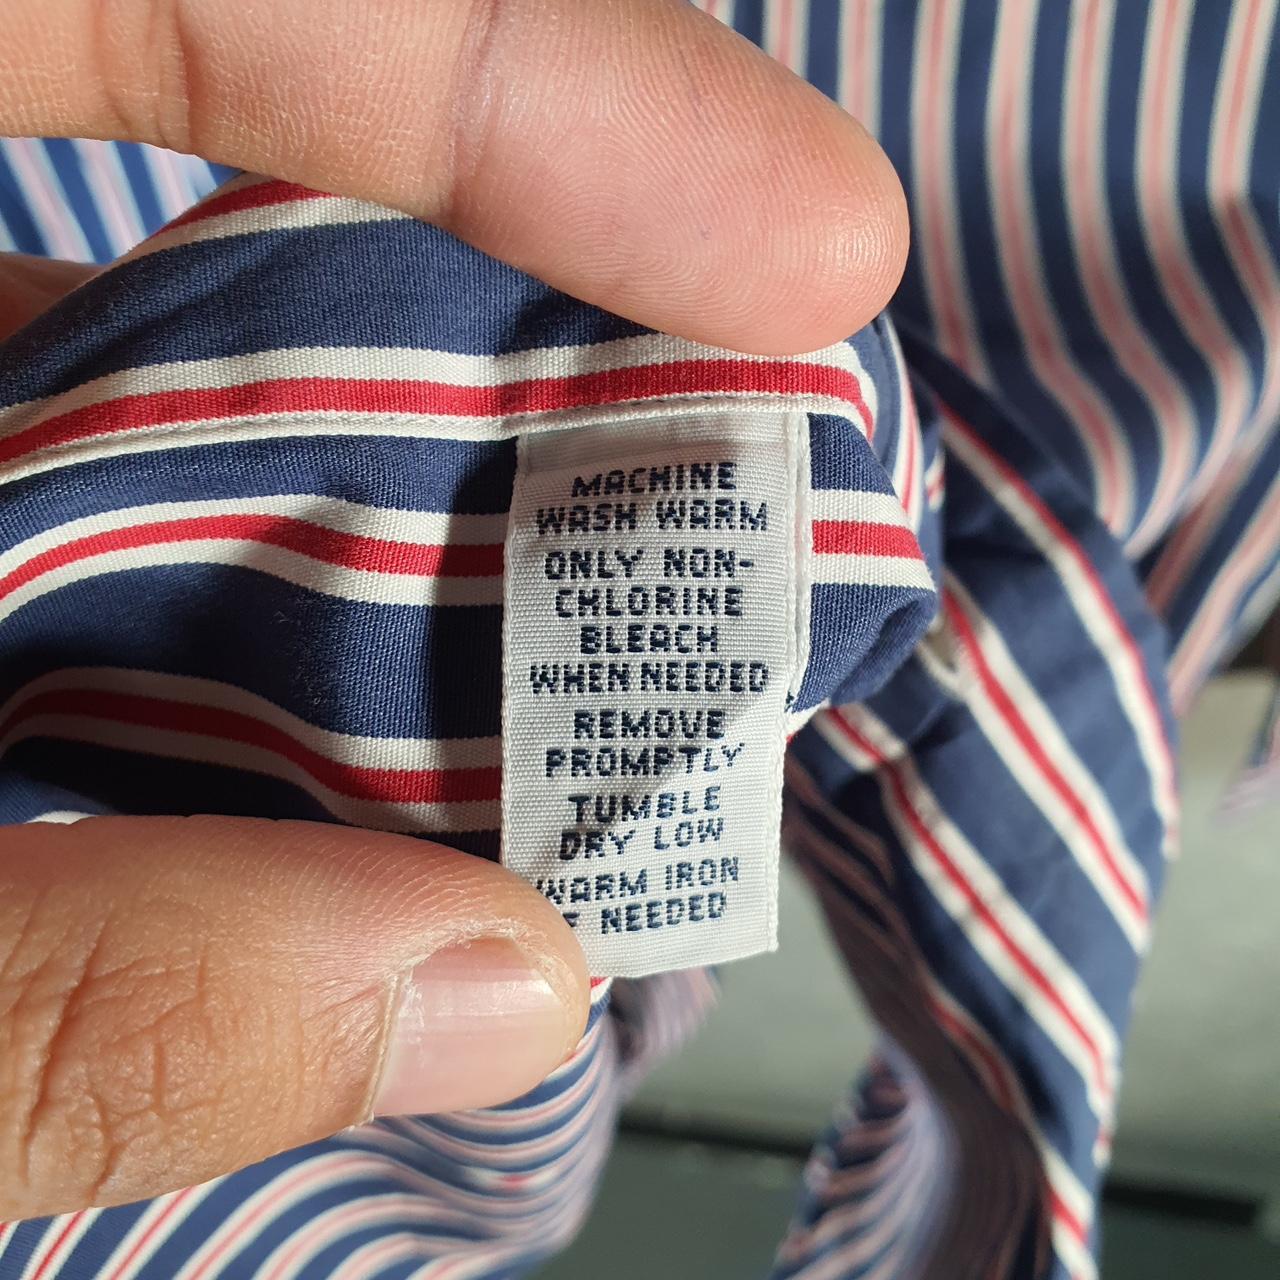 MACHINE
WASH WARM
ONLY NON-
CHLORINE
BLEACH
WHEN NEEDED
REMOVE
PROMPTLY
TUMBLE
DRY LOW
WARM IRON
NEEDED